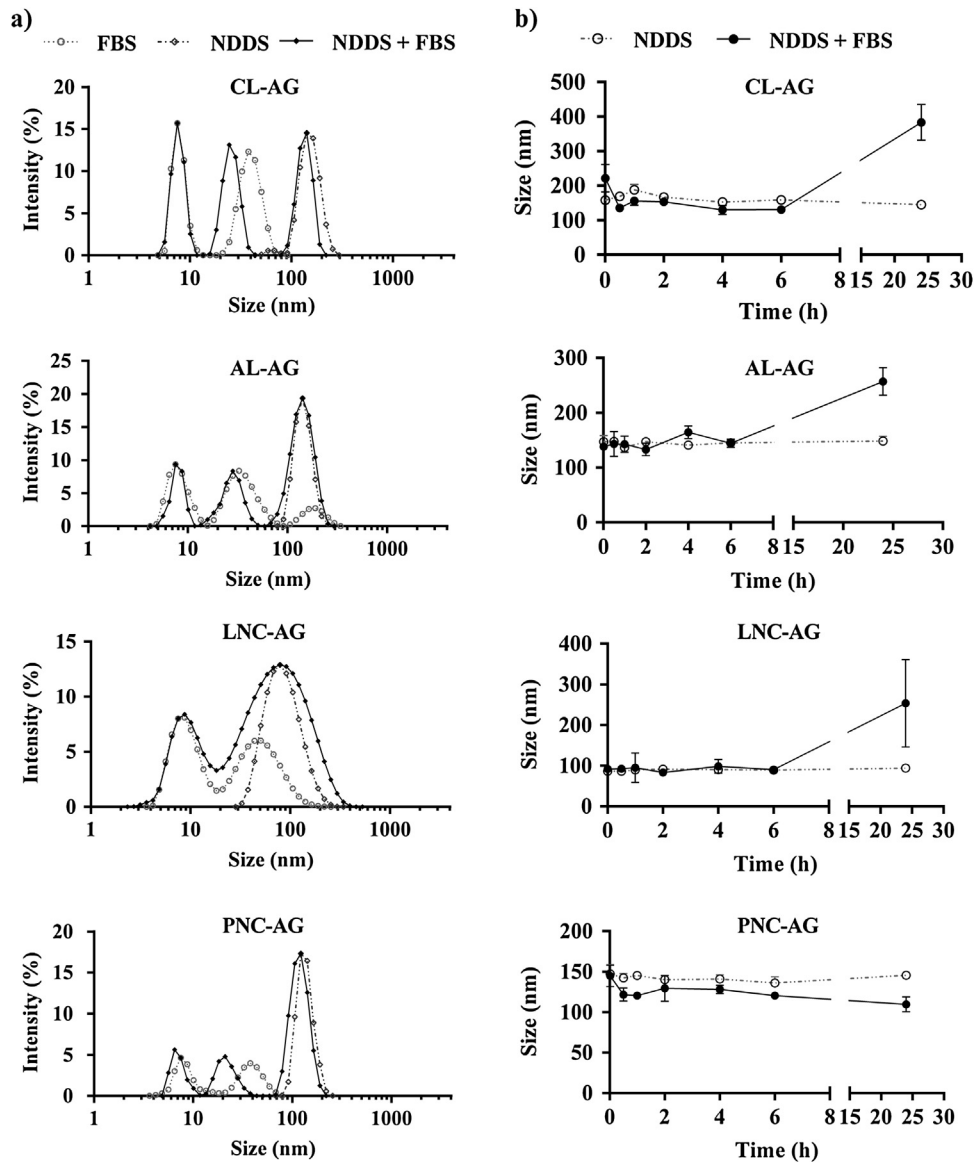 a)
FBS NDDS NDDS + FBS
CL-AG
Intensity (%)
20
15
10
5
0
1 10 100 1000
Size (nm)
AL-AG
Intensity (%)
25
20
15
10
5
0
1 10 100 1000
Size (nm)
LNC-AG
Intensity (%)
15
10
5
0
1 10 100 1000
Size (nm)
PNC-AG
Intensity (%)
20
15
10
5
0
1 10 100 1000
Size (nm)
b)
NDDS NDDS + FBS
CL-AG
Size (nm)
500
400
300
200
100
0
0 2 4 6 8 15 20 25 30
Time (h)
AL-AG
Size (nm)
300
200
100
0
0 2 4 6 8 15 20 25 30
Time (h)
LNC-AG
Size (nm)
400
300
200
100
0
0 2 4 6 8 15 20 25 30
Time (h)
PNC-AG
Size (nm)
200
150
100
50
0
0 2 4 6 8 15 20 25 30
Time (h)